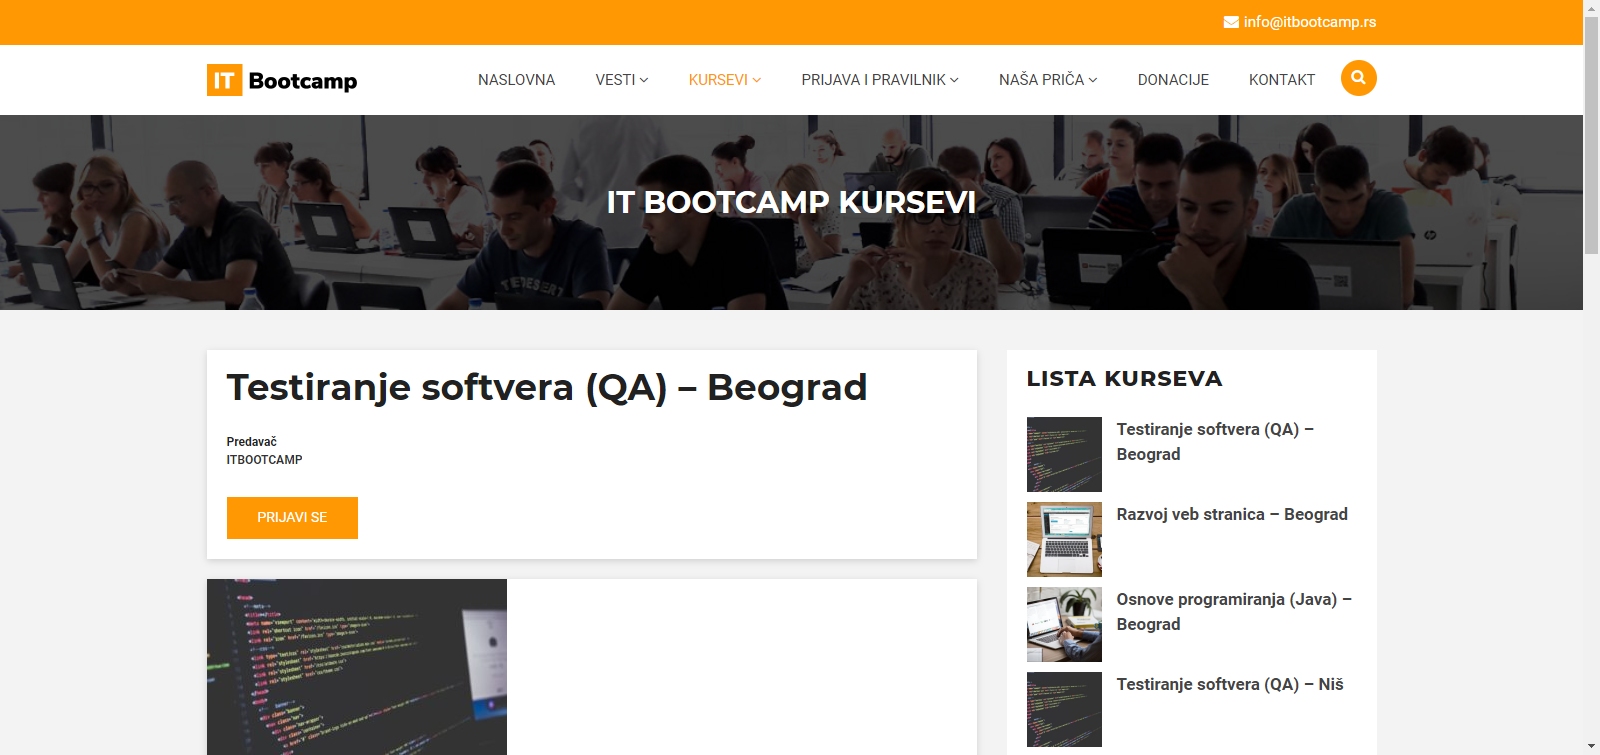 info@itbootcamp.rs
IT Bootcamp
NASLOVNA
VESTI
KURSEVI
PRIJAVA I PRAVILNIK
NAŠA PRIČA
DONACIJE
KONTAKT
IT BOOTCAMP KURSEVI
Testiranje softvera (QA) – Beograd
Predavač
ITBOOTCAMP
PRIJAVI SE
LISTA KURSEVA
Testiranje softvera (QA) –
Beograd
Razvoj veb stranica – Beograd
Osnove programiranja (Java) –
Beograd
Testiranje softvera (QA) – Niš